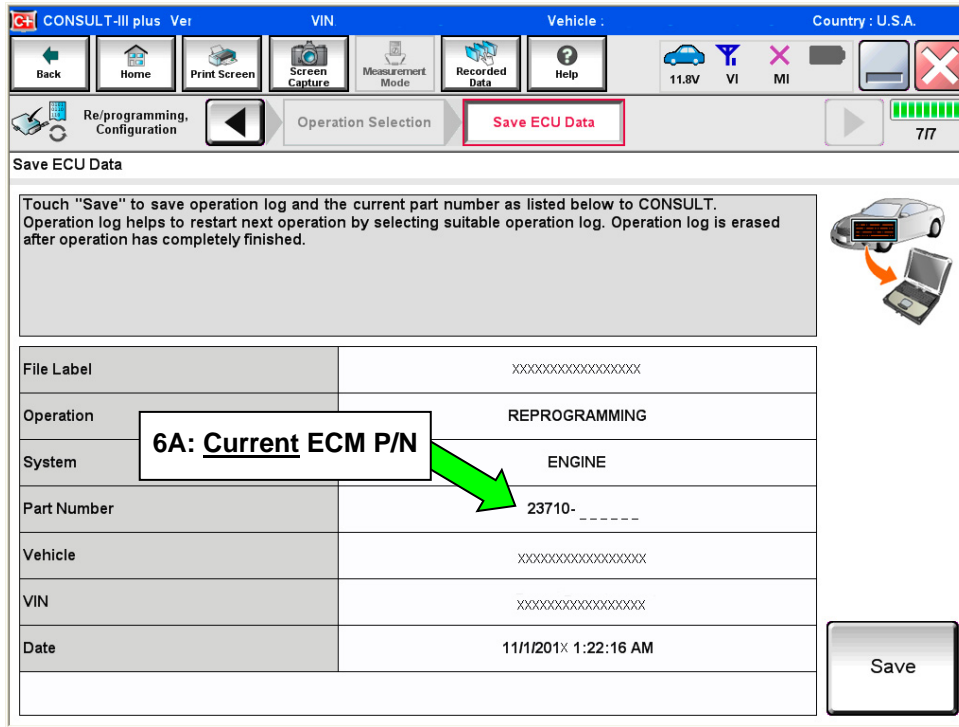 C+ CONSULT-III plus Ver VIN Vehicle : Country : U.S.A.
Back Home Print Screen Screen Capture Measurement Mode Recorded Data Help 11.8V VI MI
Re/programming, Configuration Operation Selection Save ECU Data 7/7
Save ECU Data
Touch "Save" to save operation log and the current part number as listed below to CONSULT.
Operation log helps to restart next operation by selecting suitable operation log. Operation log is erased
after operation has completely finished.
File Label XXXXXXXXXXXXXXXXX
Operation REPROGRAMMING
6A: Current ECM P/N
System ENGINE
Part Number 23710-_ _ _ _ _ _
Vehicle XXXXXXXXXXXXXXXXX
VIN XXXXXXXXXXXXXXXXX
Date 11/1/201X 1:22:16 AM
Save